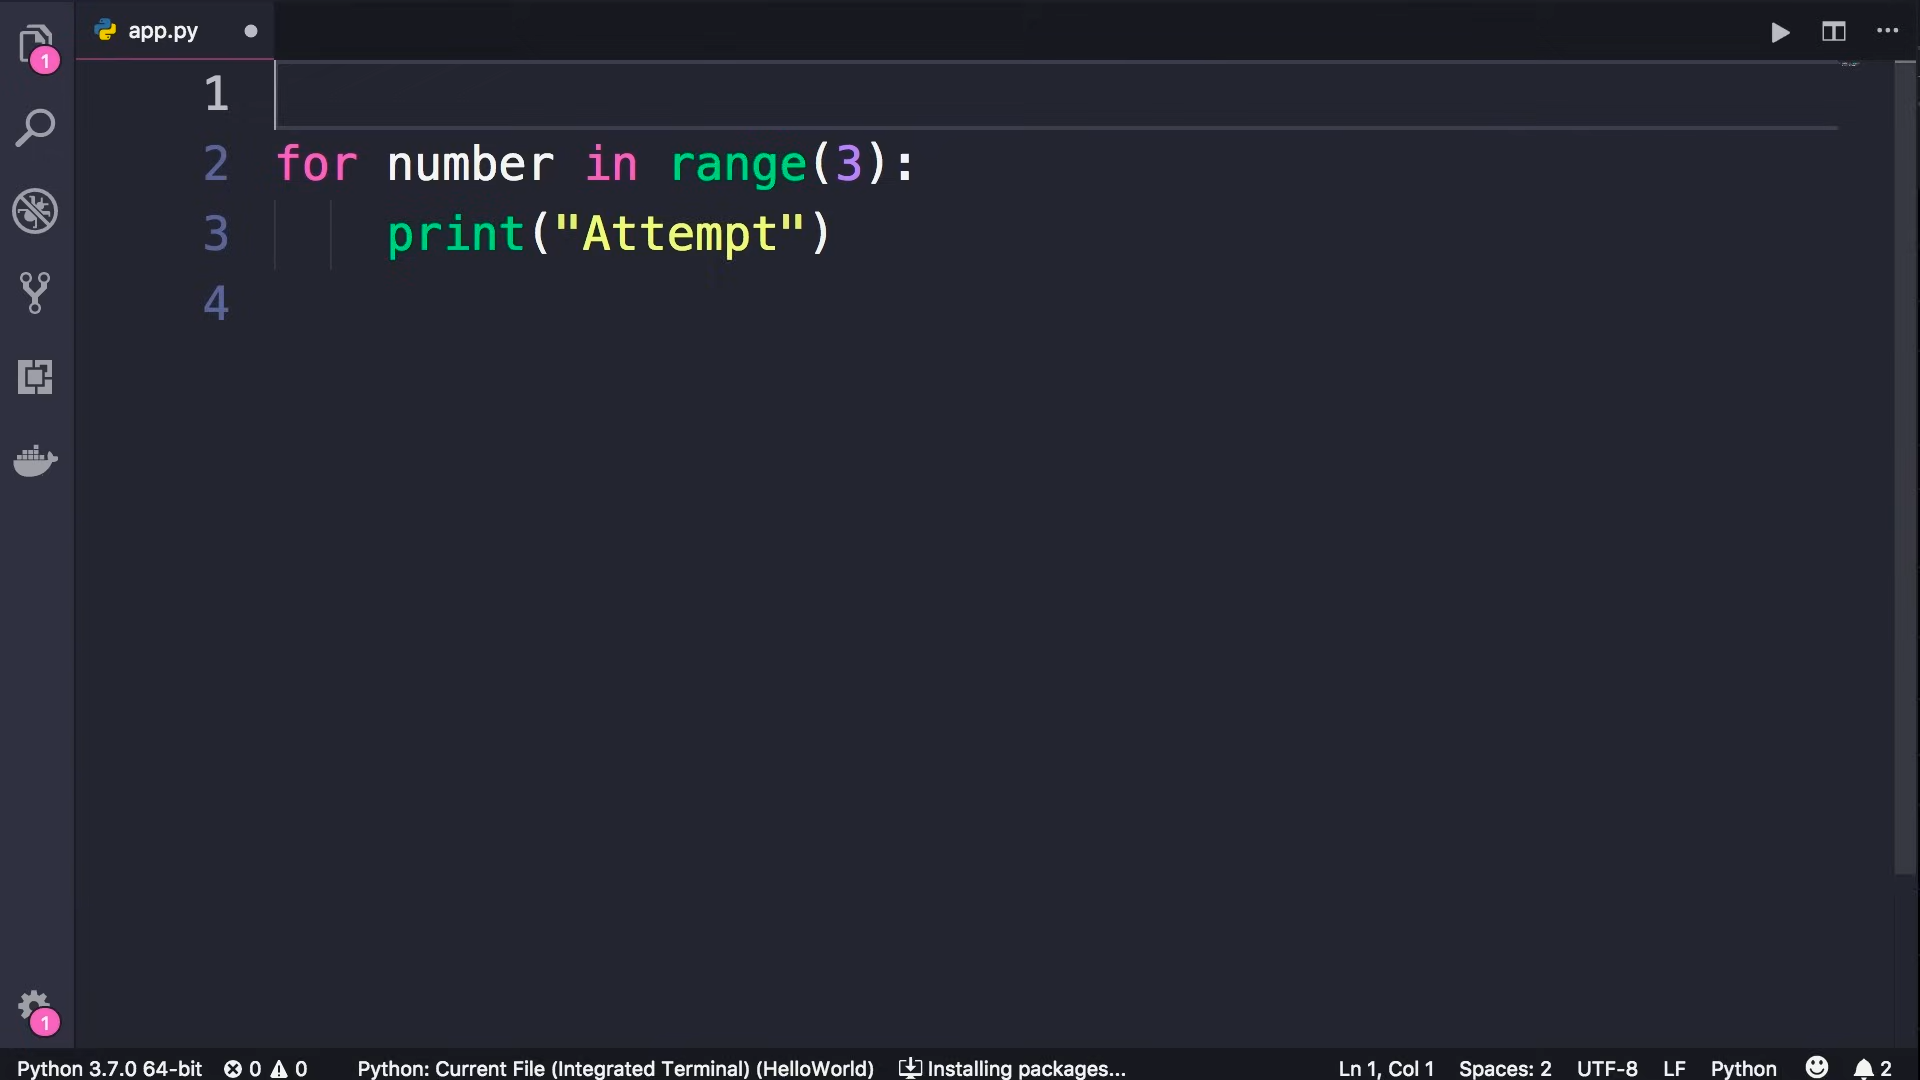 app.py
1
1
2 for number in range(3):
3     print("Attempt")
4
1
Python 3.7.0 64-bit 0 0 Python: Current File (Integrated Terminal) (HelloWorld) Installing packages... Ln 1, Col 1 Spaces: 2 UTF-8 LF Python 2